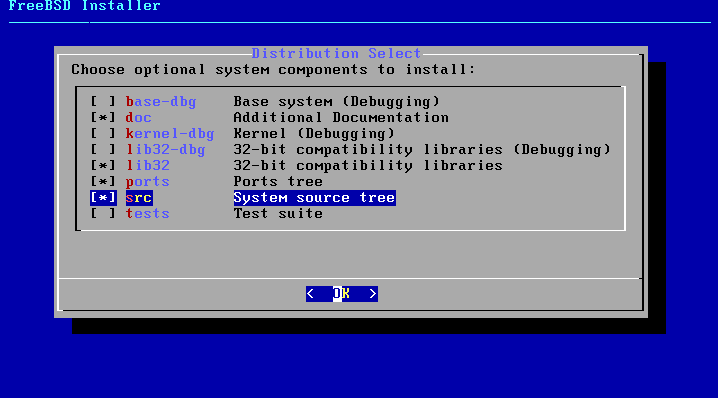 FreeBSD Installer
Distribution Select
Choose optional system components to install:
[ ] base-dbg Base system (Debugging)
[*] doc Additional Documentation
[ ] kernel-dbg Kernel (Debugging)
[ ] lib32-dbg 32-bit compatibility libraries (Debugging)
[*] lib32 32-bit compatibility libraries
[*] ports Ports tree
[*] src System source tree
[ ] tests Test suite
< OK >